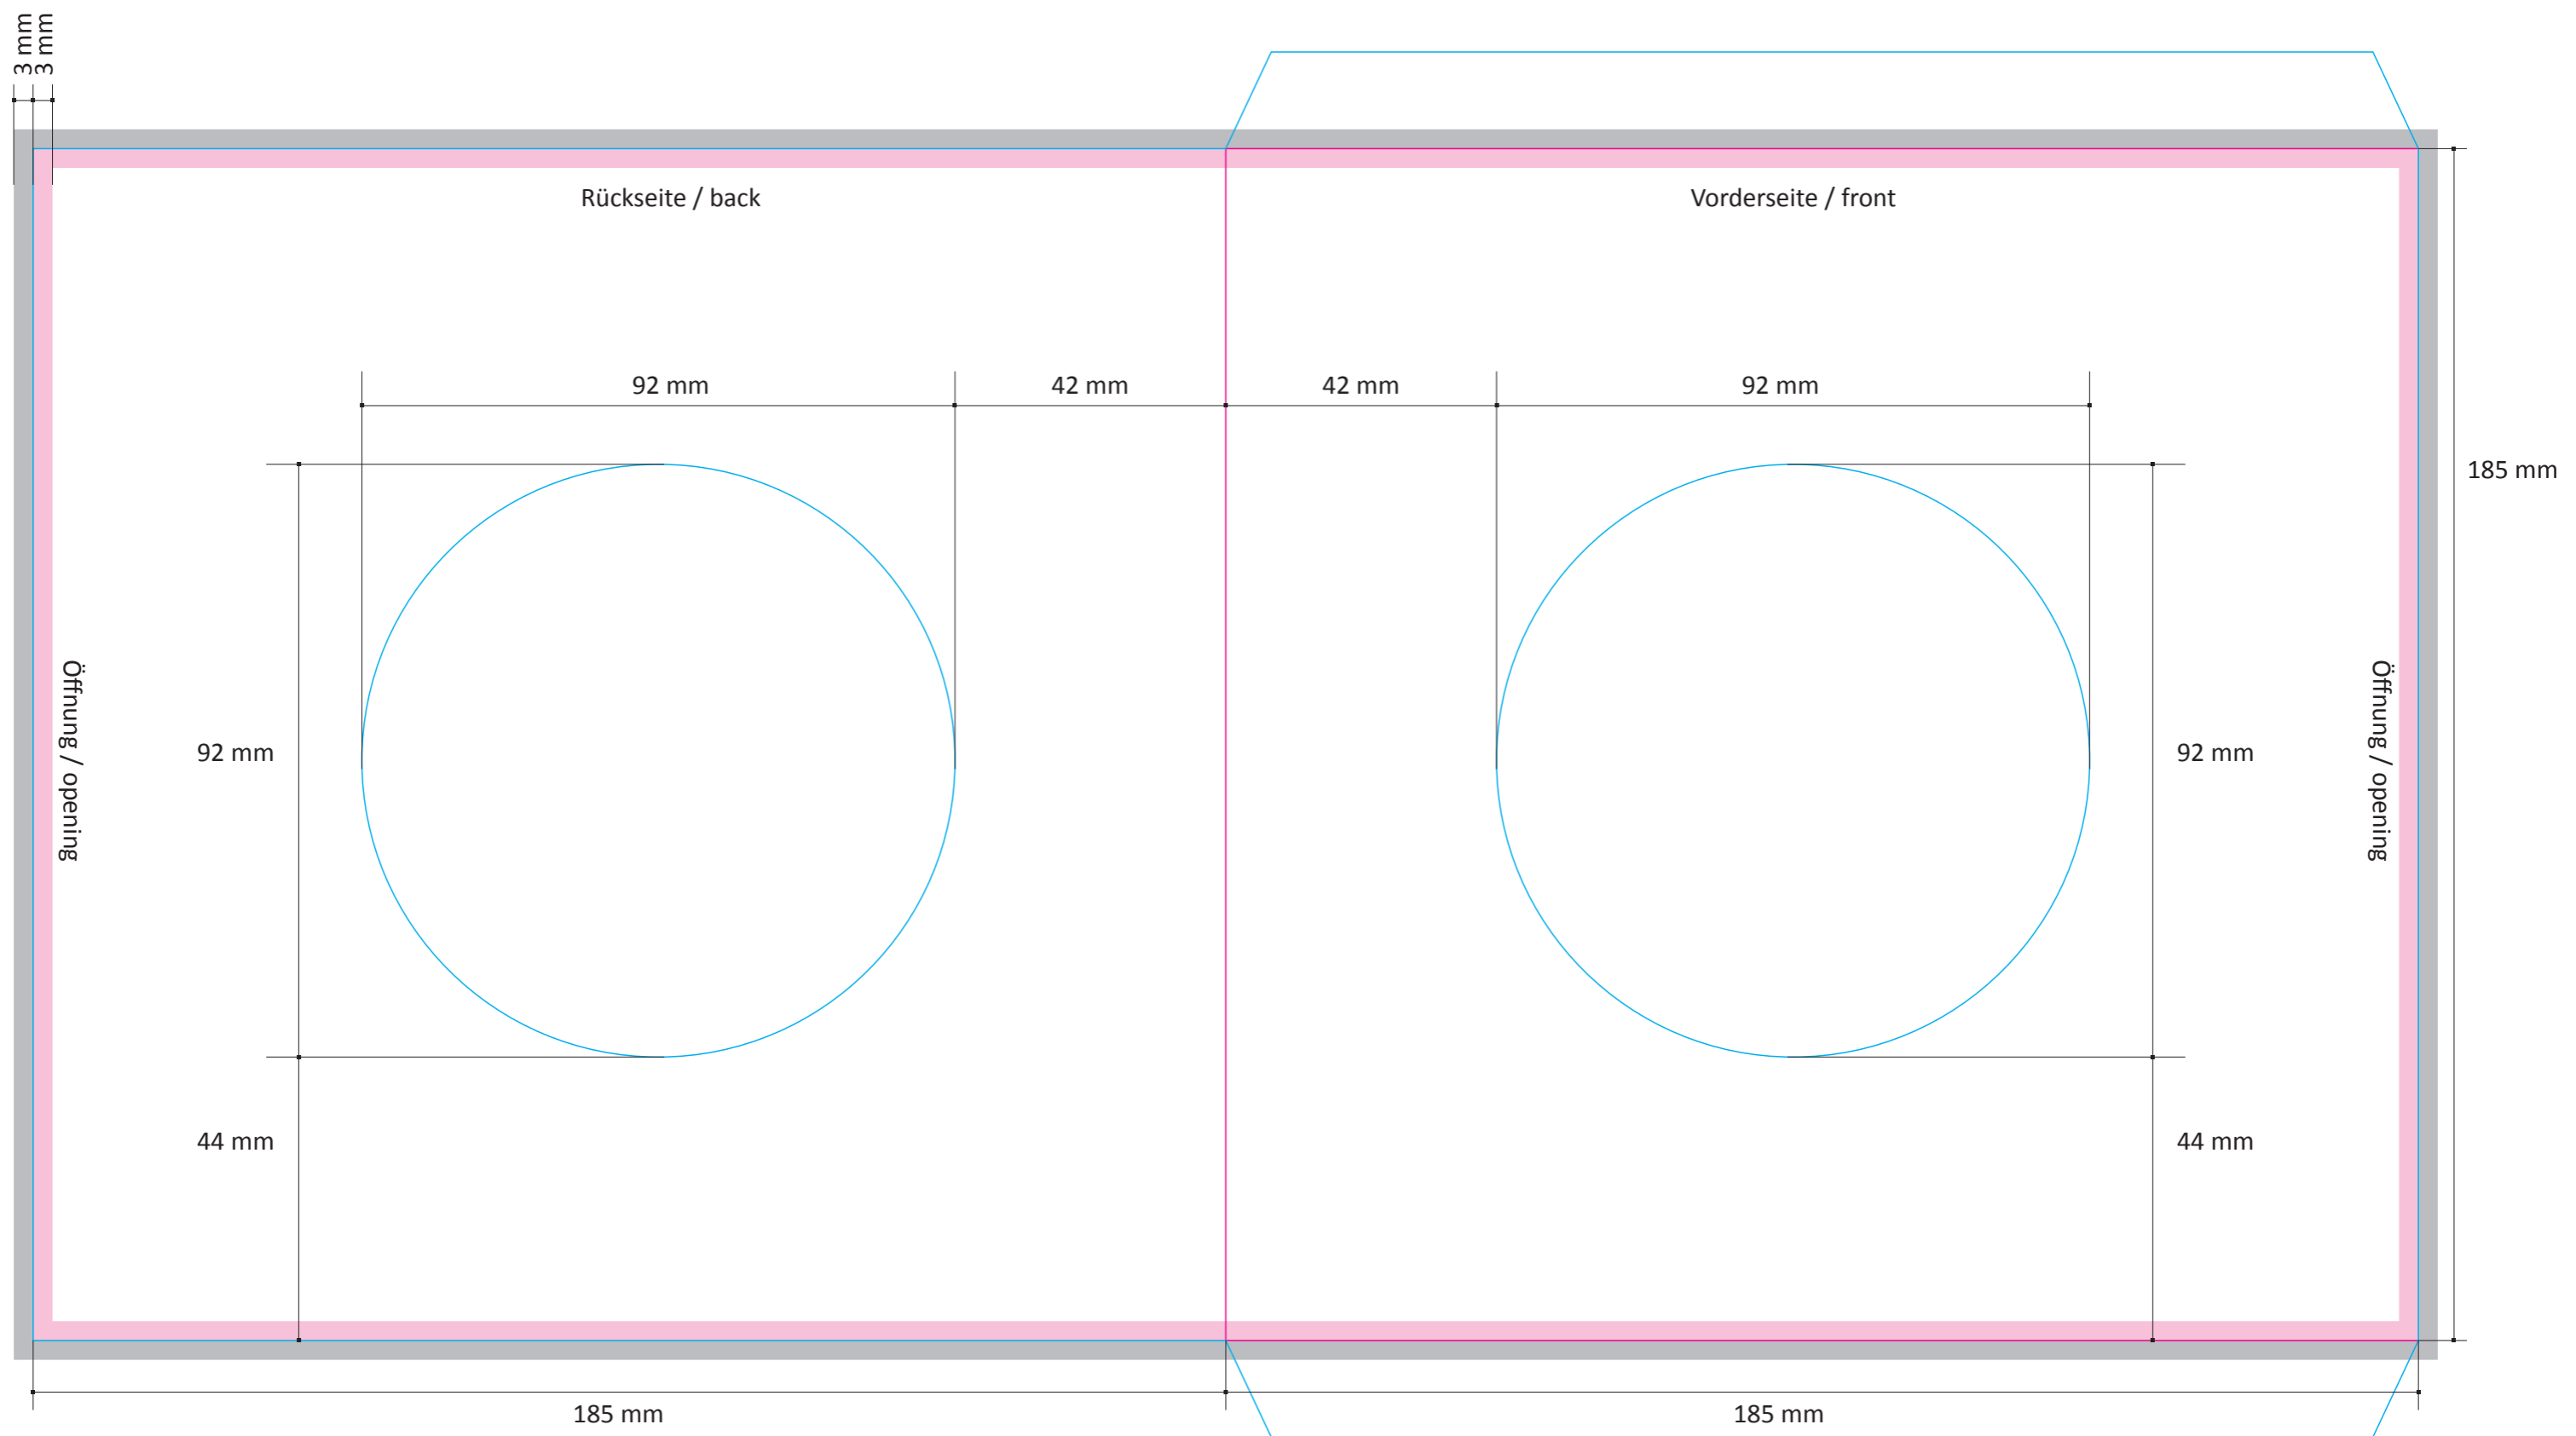 3 mm
3 mm
Rückseite / back
Vorderseite / front
92 mm
42 mm
42 mm
92 mm
185 mm
Öffnung / opening
92 mm
92 mm
Öffnung / opening
44 mm
44 mm
185 mm
185 mm